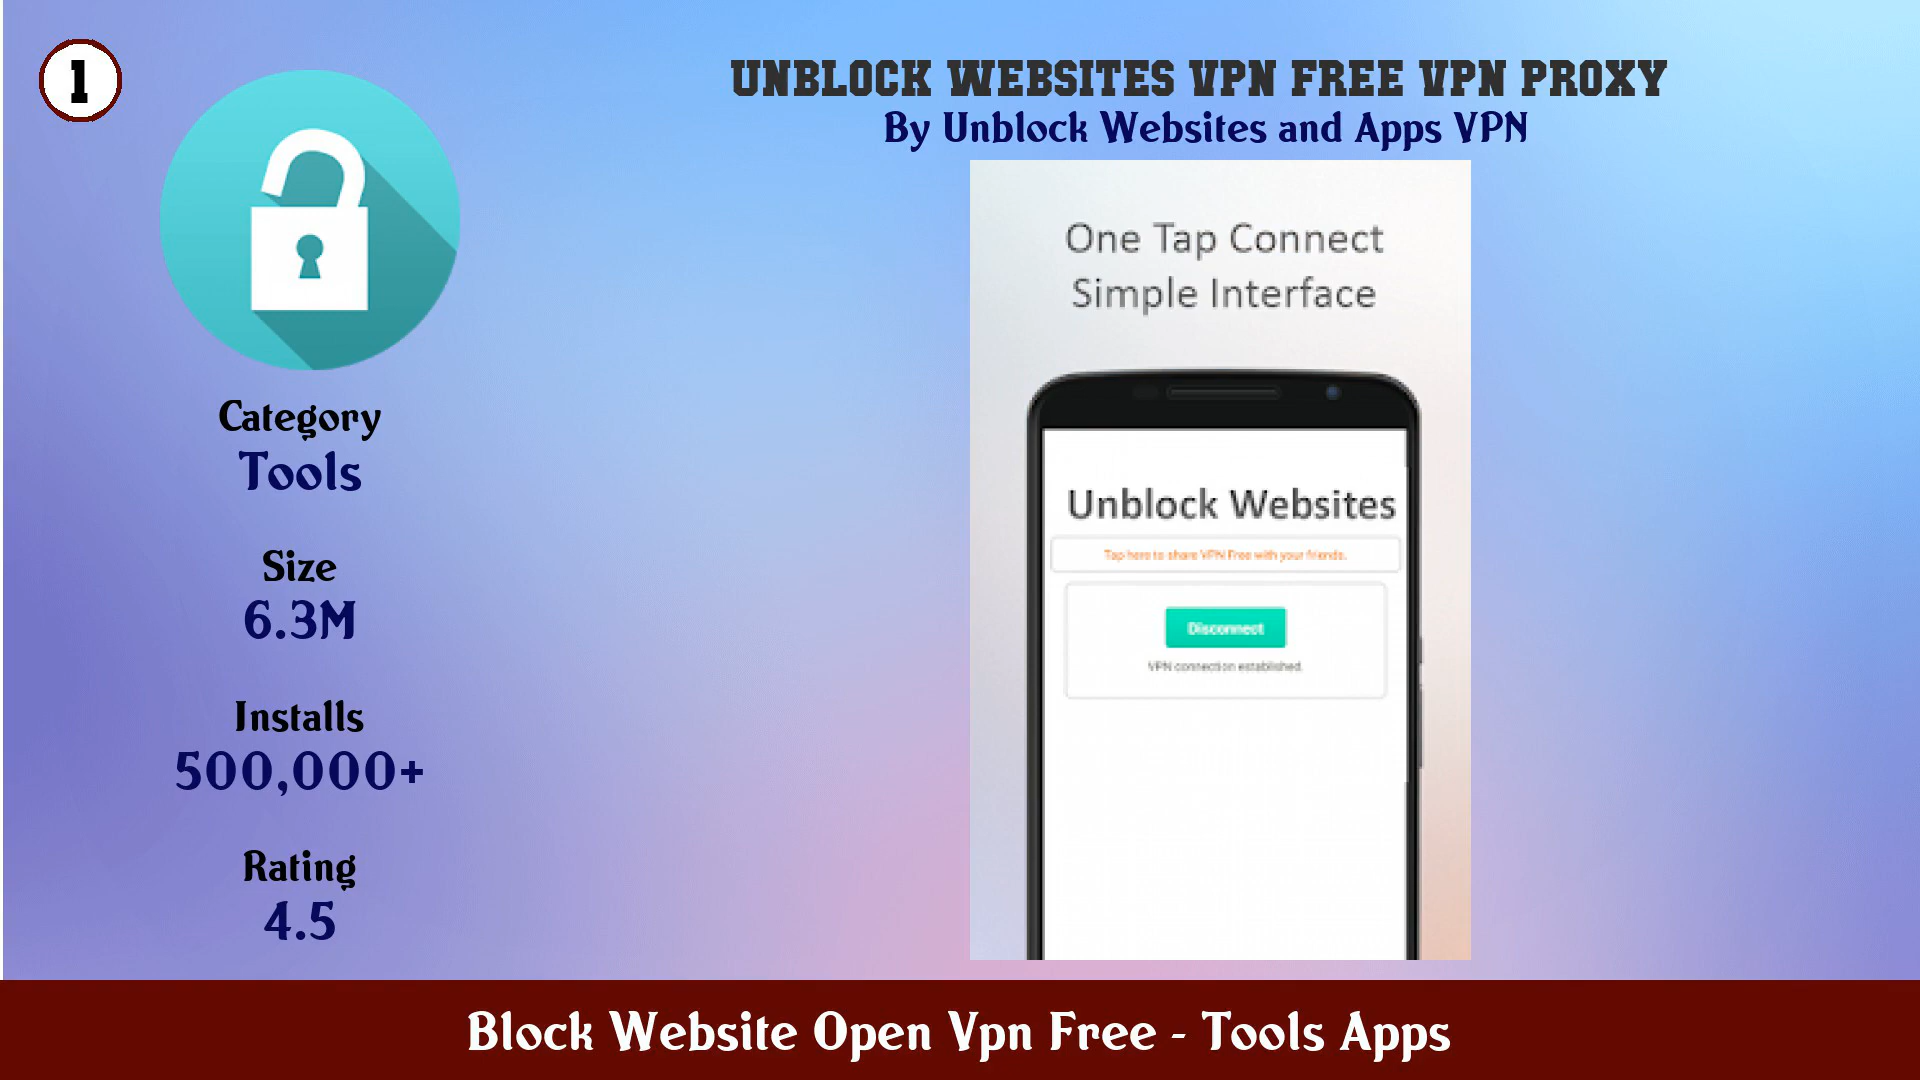 1
UNBLOCK WEBSITES VPN FREE VPN PROXY
By Unblock Websites and Apps VPN
Category
Tools
Size
6.3M
Installs
500,000+
Rating
4.5
One Tap Connect
Simple Interface
Unblock Websites
Tap here to share VPN Free with your friends.
Disconnect
VPN connection established.
Block Website Open Vpn Free - Tools Apps